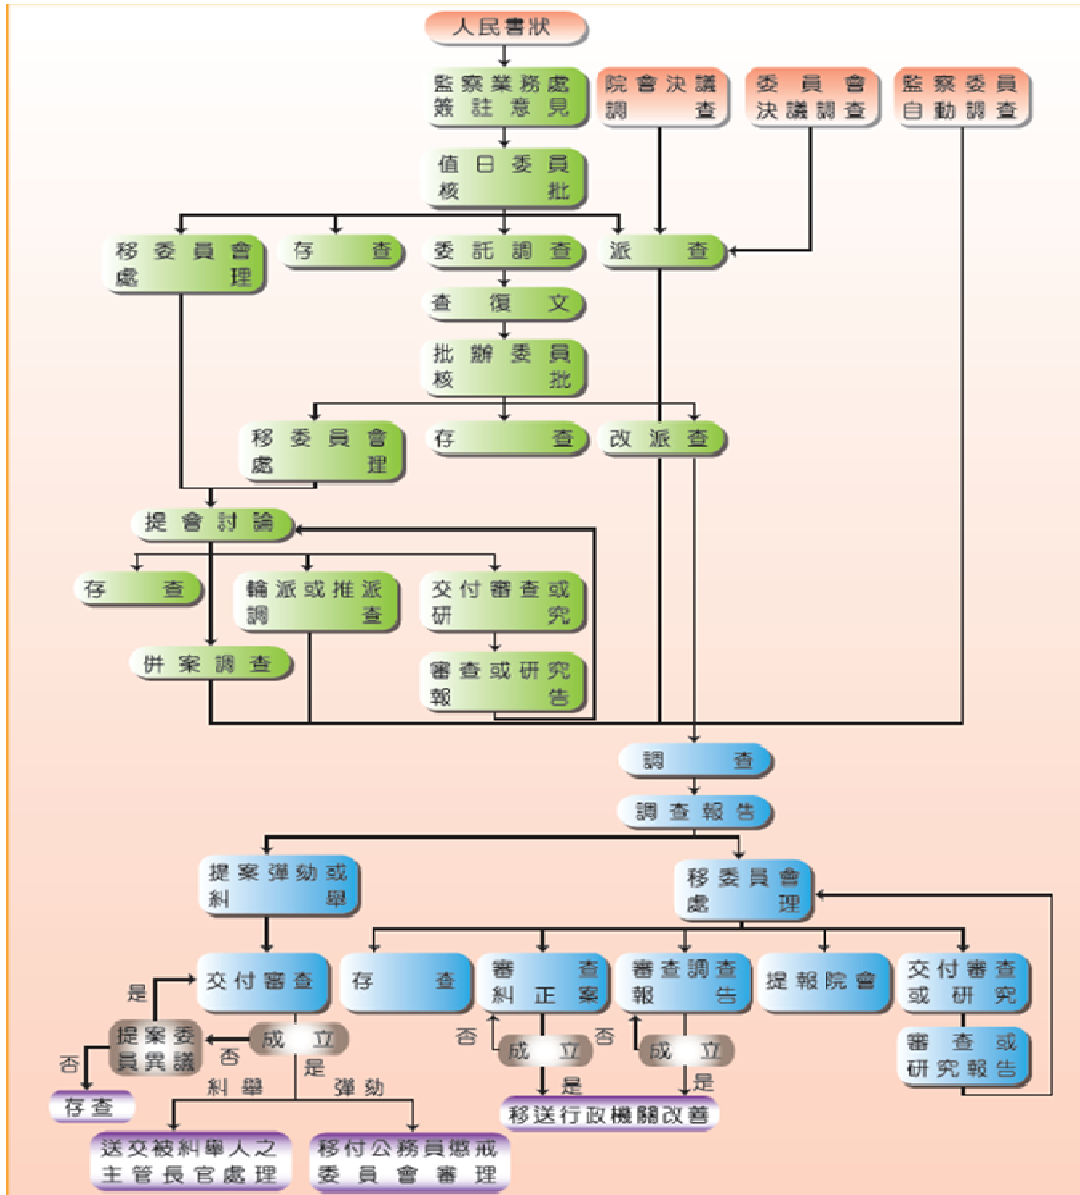 人民書狀
監察業務處
簽註意見
院會決議
調查
委員會
決議調查
監察委員
自動調查
值日委員
核批
移委員會
處理
存查
委託調查
派查
查復文
批辦委員
核批
移委員會
處理
存查
改派查
提會討論
存查
輪派或推派
調查
交付審查或
研究
併案調查
審查或研究
報告
調查
調查報告
提案彈劾或
糾舉
移委員會
處理
交付審查
存查
審查
糾正案
審查調查
報告
提報院會
交付審查
或研究
是
提案委
員異議
否
成立
否
成立
否
成立
審查或
研究報告
否
是
糾舉
彈劾
是
是
存查
移送行政機關改善
送交被糾舉人之
主管長官處理
移付公務員懲戒
委員會審理